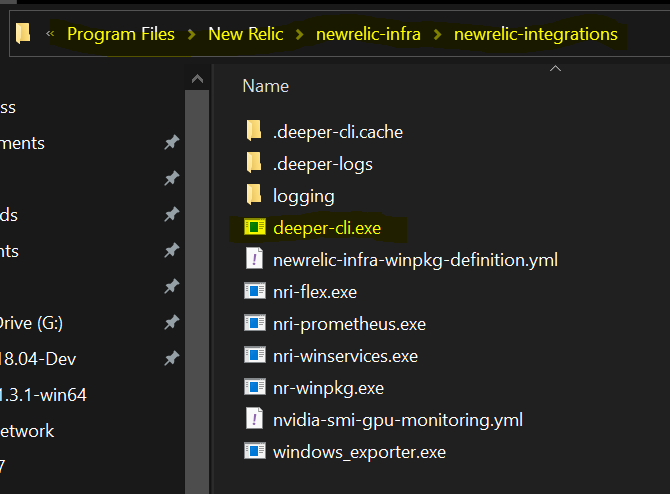 « Program Files > New Relic > newrelic-infra > newrelic-integrations
Name
ss
.deeper-cli.cache
ments
.deeper-logs
logging
ds
deeper-cli.exe
nts
newrelic-infra-winpkg-definition.yml
nri-flex.exe
Drive (G:)
nri-prometheus.exe
18.04-Dev
nri-winservices.exe
1.3.1-win64
nr-winpkg.exe
etwork
nvidia-smi-gpu-monitoring.yml
7
windows_exporter.exe